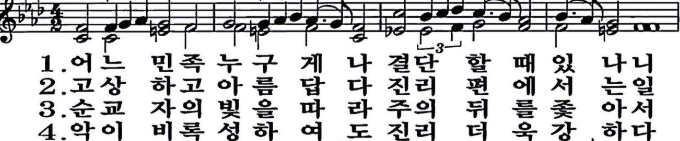 1.어느 민족 누구 게 나 결단 할 때 있 나니
2.고상 하고 아름 답 다 진리 편 에 서 는일
3.순교 자의 빛을 따 라 주의 뒤 를 좇 아서
4.악이 비록 성하 여 도 진리 더 욱 강 하다